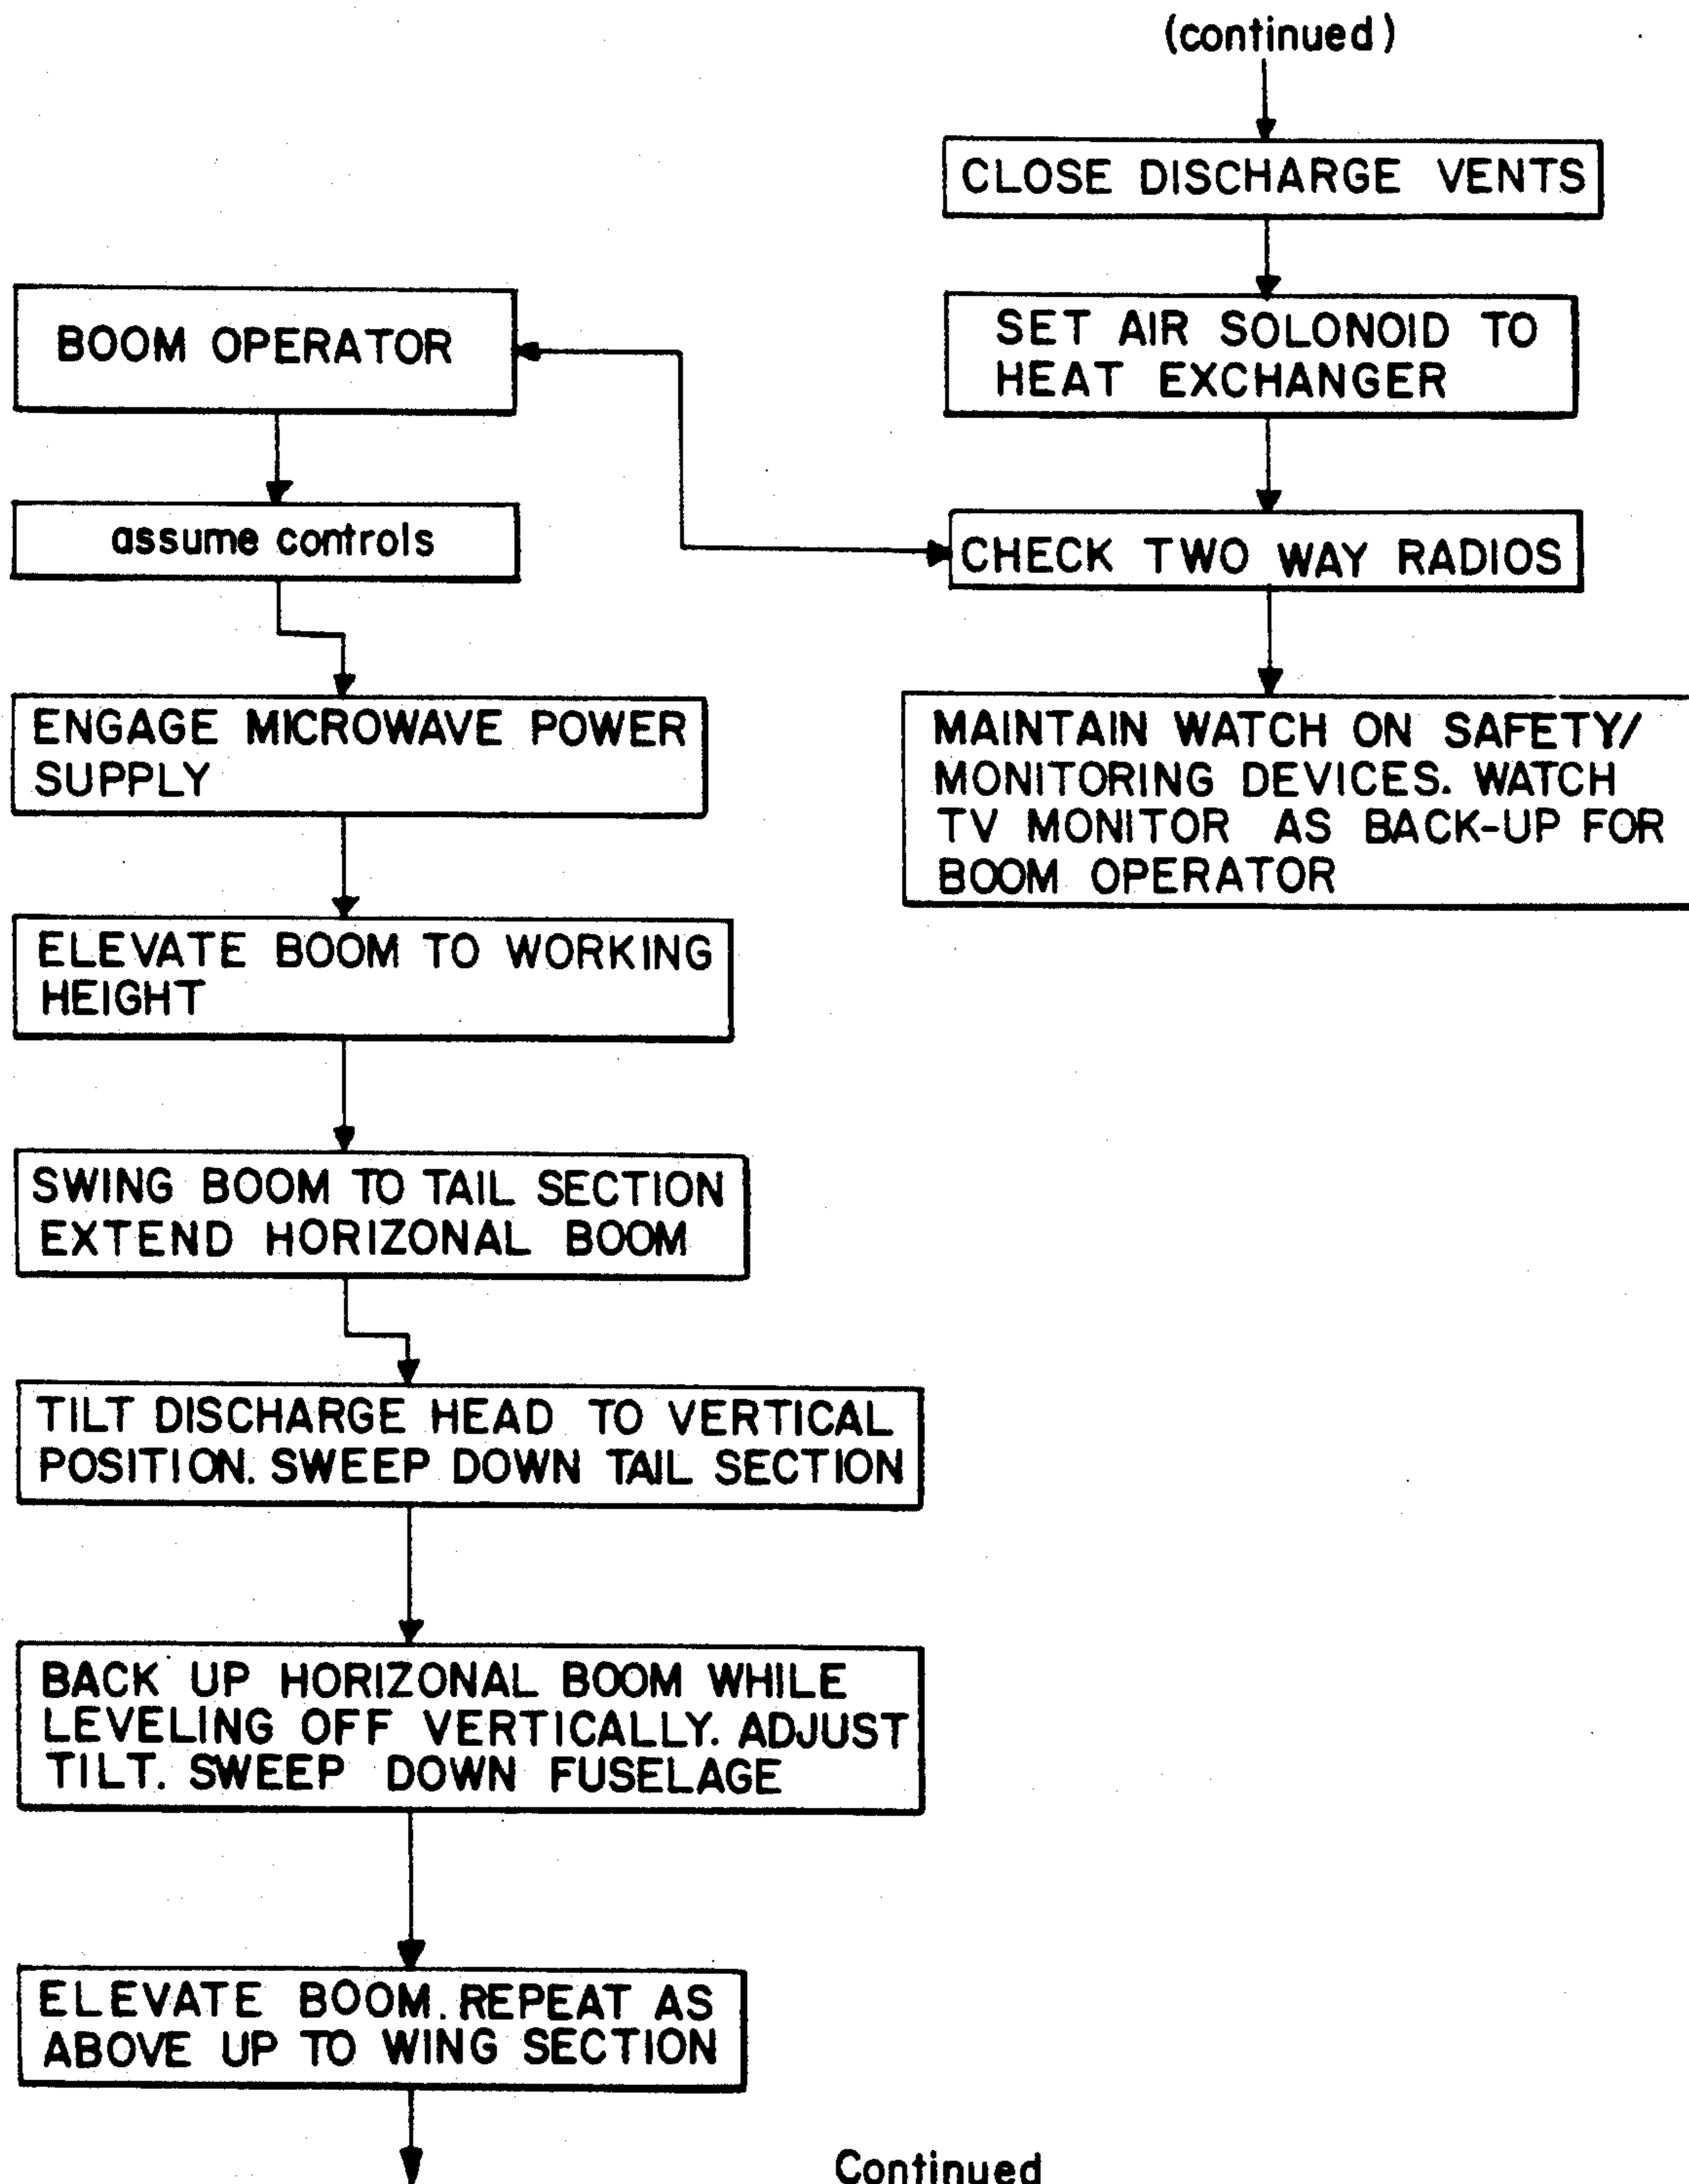 (continued)
CLOSE DISCHARGE VENTS
SET AIR SOLONOID TO
HEAT EXCHANGER
CHECK TWO WAY RADIOS
MAINTAIN WATCH ON SAFETY/
MONITORING DEVICES. WATCH
TV MONITOR AS BACK-UP FOR
BOOM OPERATOR
BOOM OPERATOR
assume controls
ENGAGE MICROWAVE POWER
SUPPLY
ELEVATE BOOM TO WORKING
HEIGHT
SWING BOOM TO TAIL SECTION
EXTEND HORIZONAL BOOM
TILT DISCHARGE HEAD TO VERTICAL
POSITION. SWEEP DOWN TAIL SECTION
BACK UP HORIZONAL BOOM WHILE
LEVELING OFF VERTICALLY. ADJUST
TILT. SWEEP DOWN FUSELAGE
ELEVATE BOOM. REPEAT AS
ABOVE UP TO WING SECTION
Continued